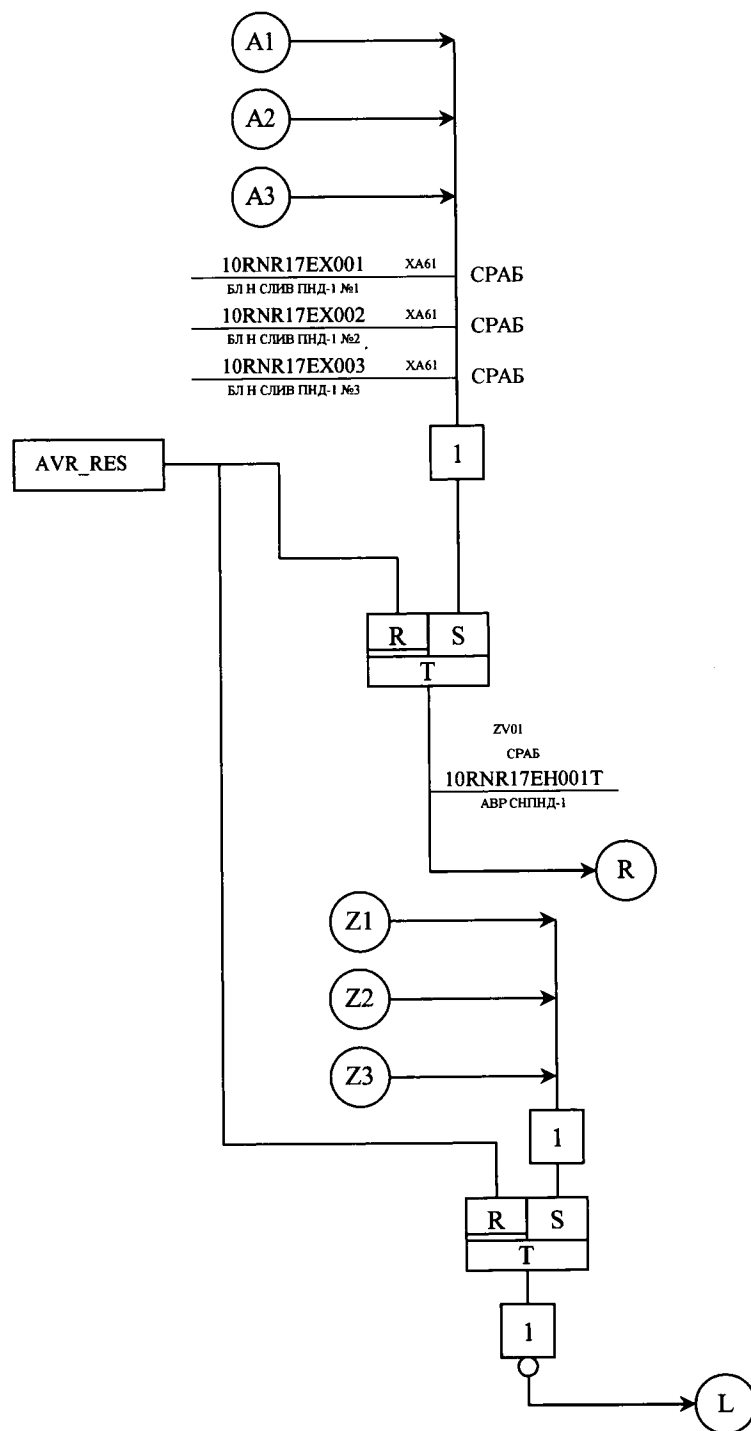 A1
A2
A3
10RNR17EX001 XA61 СРАБ
БЛ Н СЛИВ ПНД-1 №1
10RNR17EX002 XA61 СРАБ
БЛ Н СЛИВ ПНД-1 №2
10RNR17EX003 XA61 СРАБ
БЛ Н СЛИВ ПНД-1 №3
1
AVR_RES
R S
T
ZV01
СРАБ
10RNR17EH001T
АВР СНПНД-1
R
Z1
Z2
Z3
1
R S
T
1
L